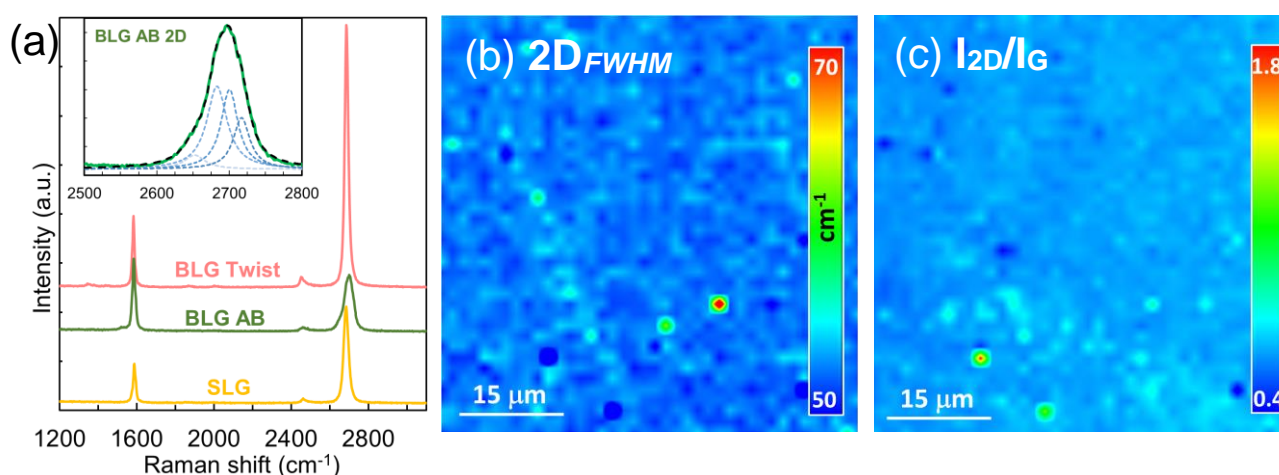 (a)
BLG AB 2D
2500 2600 2700 2800
Intensity (a.u.)
BLG Twist
BLG AB
SLG
1200 1600 2000 2400 2800
Raman shift (cm⁻¹)
(b) 2D_FWHM
70
cm⁻¹
50
15 μm
(c) I₂D/I_G
1.8
0.4
15 μm